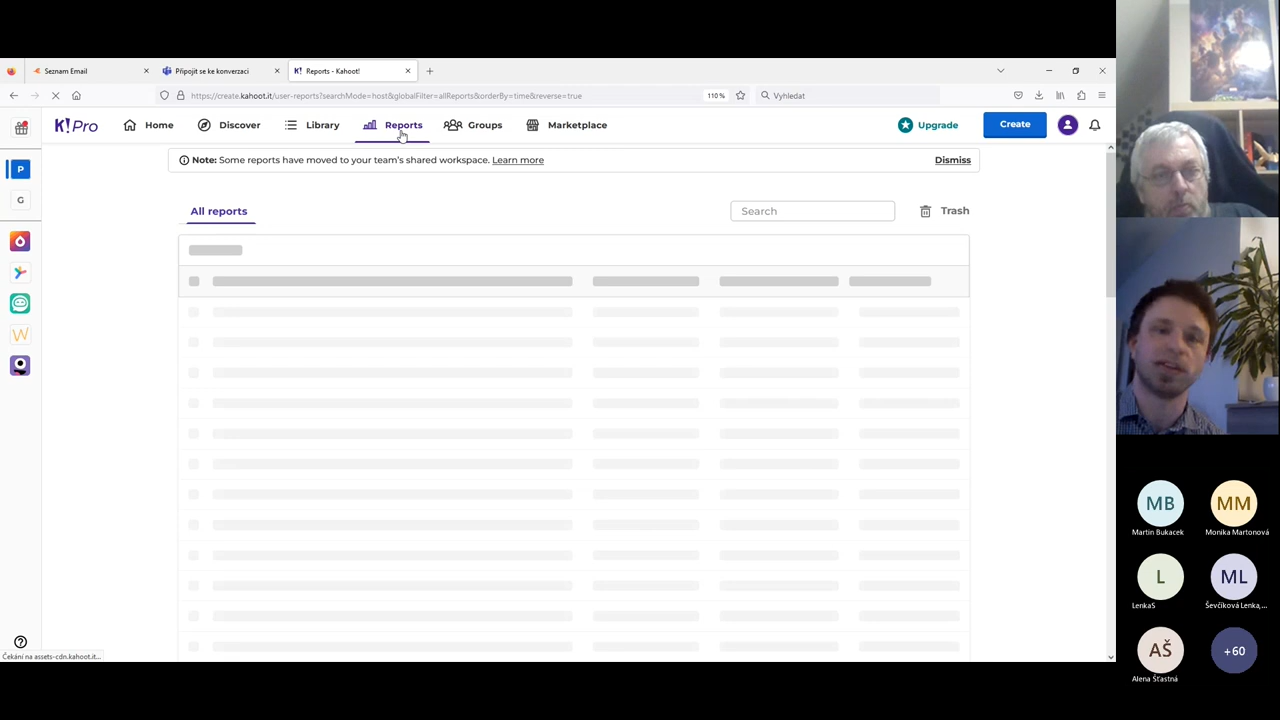 Seznam Email
Připojit se ke konverzaci
K! Reports - Kahoot!
https://create.kahoot.it/user-reports?searchMode=host&globalFilter=allReports&orderBy=time&reverse=true
110 %
Vyhledat
K!Pro
Home
Discover
Library
Reports
Groups
Marketplace
Upgrade
Create
Note: Some reports have moved to your team's shared workspace. Learn more
Dismiss
P
G
W
All reports
Search
Trash
Čekání na assets-cdn.kahoot.it...
MB
Martin Bukacek
MM
Monika Martonová
L
LenkaS
ML
Ševčíková Lenka,...
AŠ
Alena Šťastná
+60